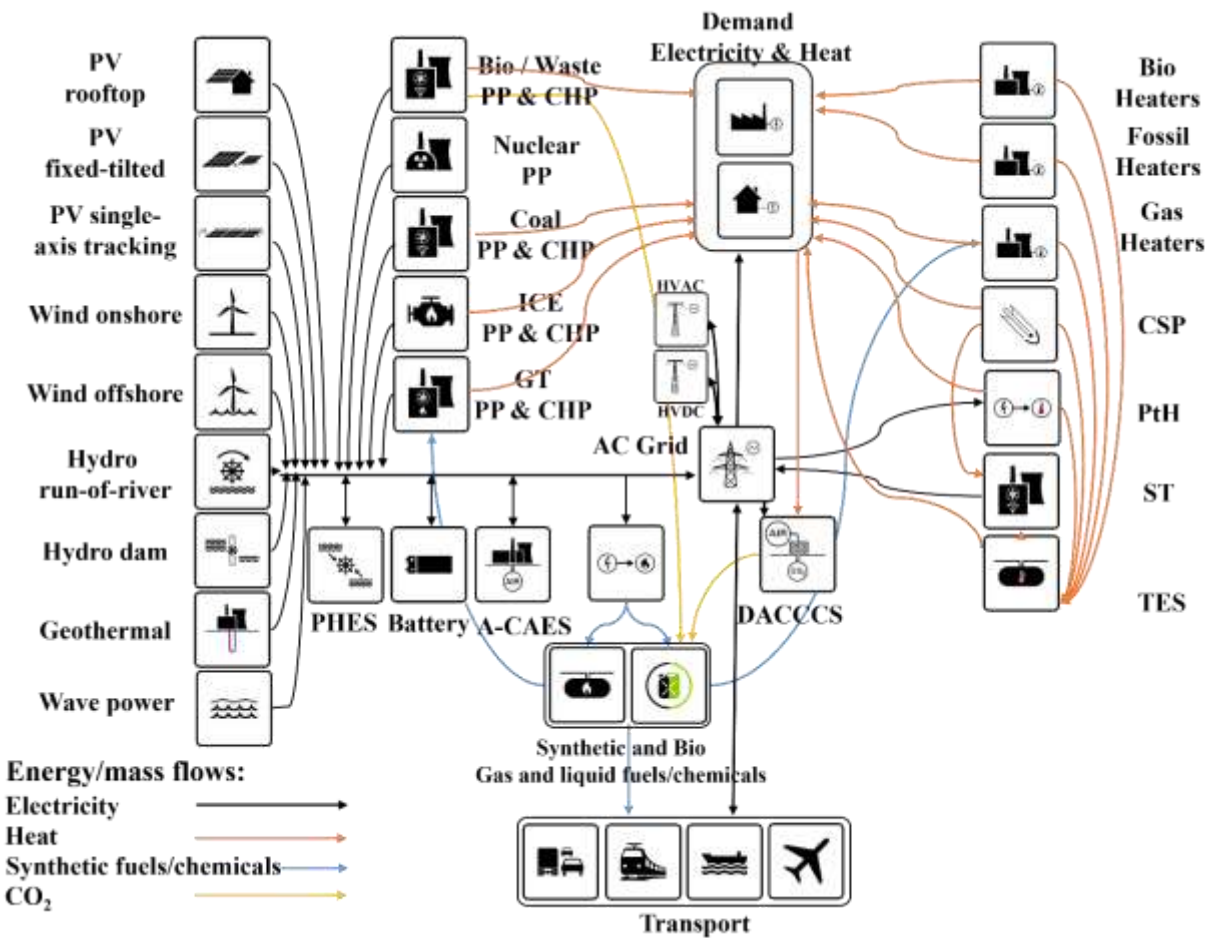 PV
rooftop
PV
fixed-tilted
PV single-
axis tracking
Wind onshore
Wind offshore
Hydro
run-of-river
Hydro dam
Geothermal
Wave power
Bio / Waste
PP & CHP
Nuclear
PP
Coal
PP & CHP
ICE
PP & CHP
GT
PP & CHP
Demand
Electricity & Heat
HVAC
HVDC
AC Grid
Bio
Heaters
Fossil
Heaters
Gas
Heaters
CSP
PtH
ST
TES
PHES
Battery
A-CAES
AIR
DACCCS
AIR
CO₂
Synthetic and Bio
Gas and liquid fuels/chemicals
Transport
Energy/mass flows:
Electricity
Heat
Synthetic fuels/chemicals
CO₂